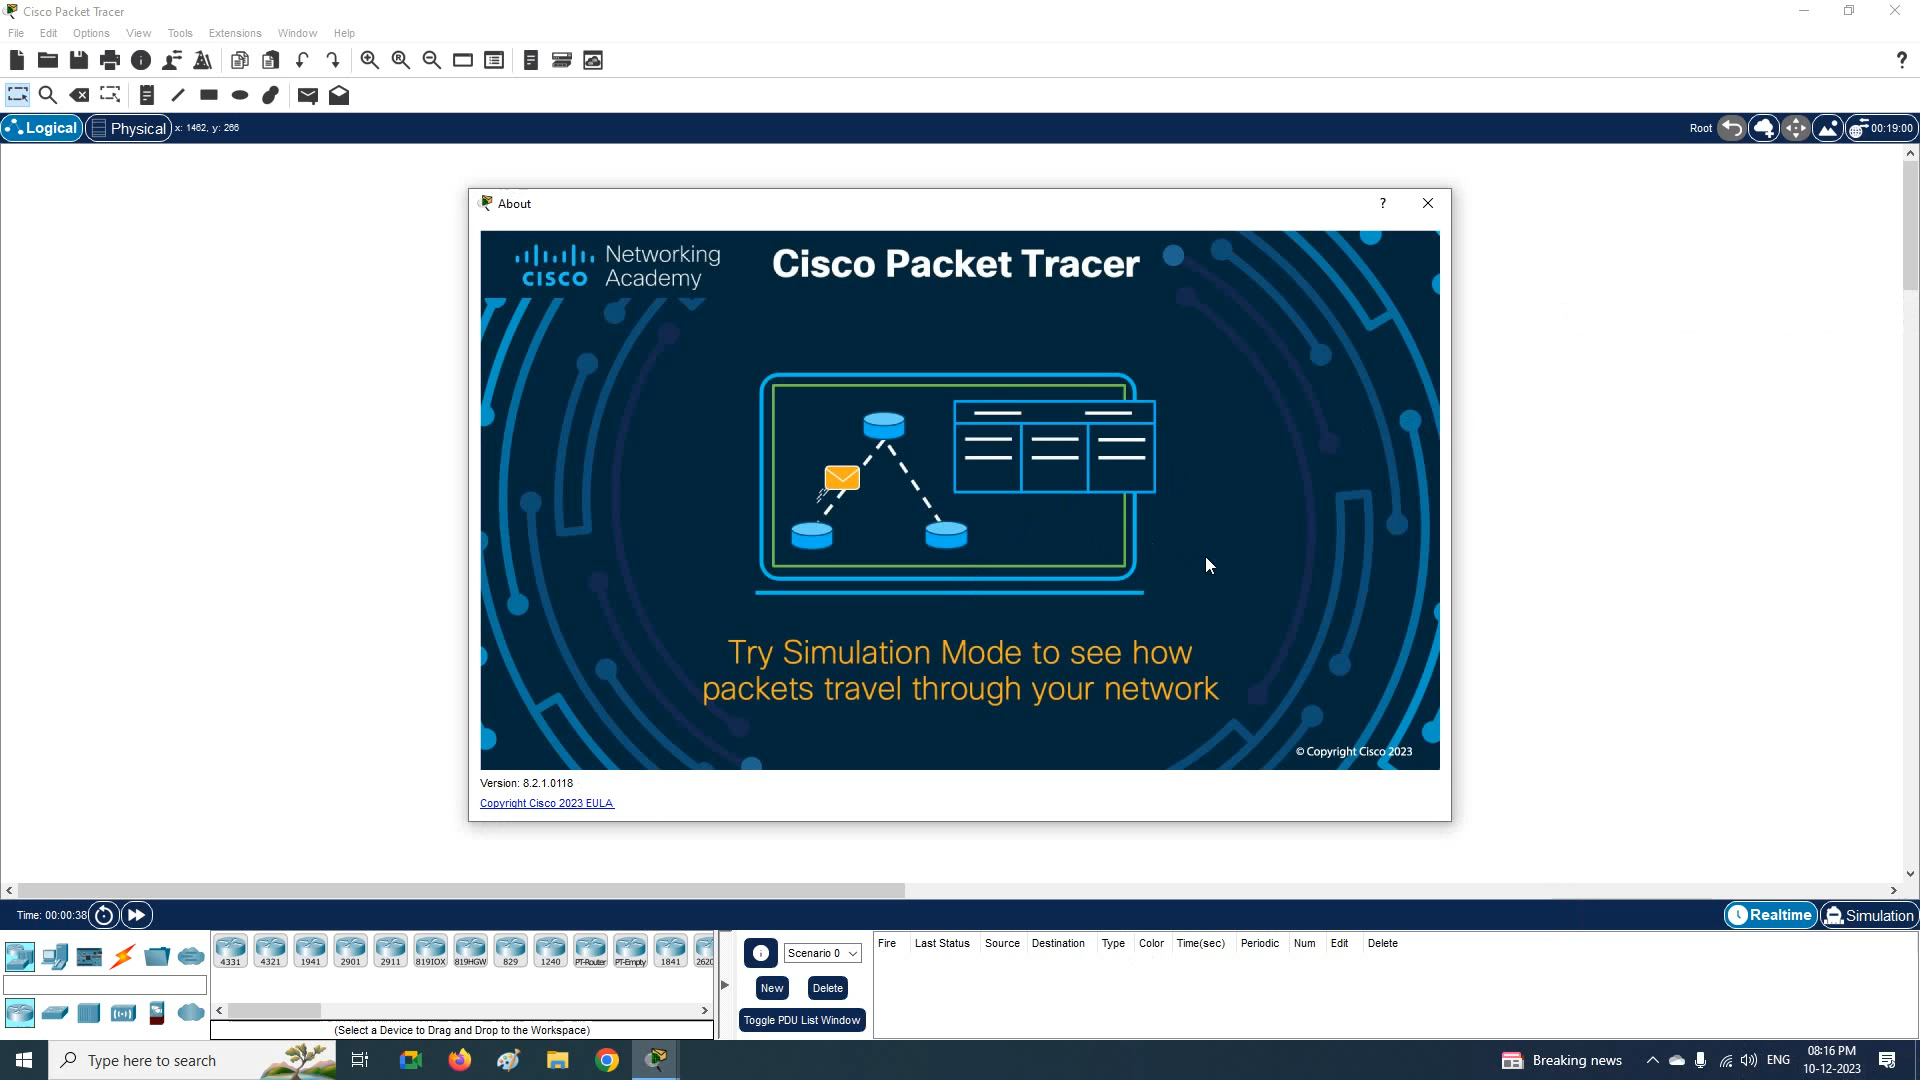 Cisco Packet Tracer
File Edit Options View Tools Extensions Window Help
Logical Physical x: 1462, y: 266 Root 00:19:00
About
CISCO Networking Academy
Cisco Packet Tracer
Try Simulation Mode to see how
packets travel through your network
© Copyright Cisco 2023
Version: 8.2.1.0118
Copyright Cisco 2023 EULA
Time: 00:00:38 Realtime Simulation
4331 4321 1941 2901 2911 819IOX 819HGW 829 1240 PT-Router PT-Empty 1841 2620
(Select a Device to Drag and Drop to the Workspace)
Scenario 0
New Delete
Toggle PDU List Window
Fire Last Status Source Destination Type Color Time(sec) Periodic Num Edit Delete
Type here to search
Breaking news ENG 08:16 PM
10-12-2023